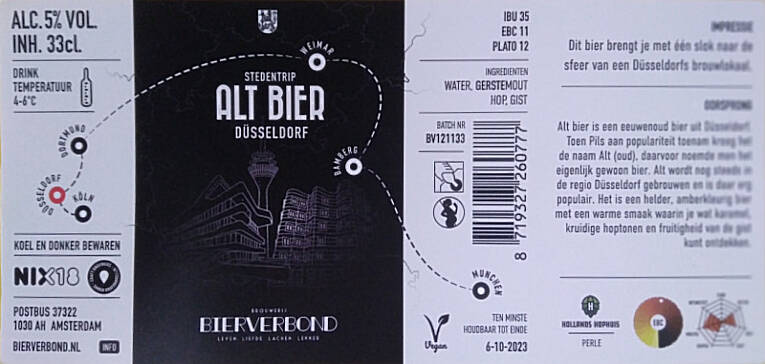 ALC. 5% VOL.
INH. 33cl.
DRINK
TEMPERATUUR
4-6°C
DORTMUND
DÜSSELDORF
KÖLN
KOEL EN DONKER BEWAREN
NIX18
POSTBUS 37322
1030 AH AMSTERDAM
BIERVERBOND.NL INFO
WEIMAR
STEDENTRIP
ALT BIER
DÜSSELDORF
BAMBERG
BROUWERIJ
BIERVERBOND
LEVEN LIEFDE LACHEN LEKKER
MÜNCHEN
IBU 35
EBC 11
PLATO 12
INGREDIENTEN
WATER, GERSTEMOUT
HOP, GIST
BATCH NR
BV121133
8 719327 260777
Vegan
TEN MINSTE
HOUDBAAR TOT EINDE
6-10-2023
IMPRESSIE
Dit bier brengt je met één slok naar de
sfeer van een Düsseldorfs brouwlokaal.
OORSPRONG
Alt bier is een eeuwenoud bier uit Düsseldorf.
Toen Pils aan populariteit toenam kreeg het
de naam Alt (oud), daarvoor noemde men het
eigenlijk gewoon bier. Alt wordt nog steeds in
de regio Düsseldorf gebrouwen en is daar erg
populair. Het is een helder, amberkleurig bier
met een warme smaak waarin je wat karamel,
kruidige hoptonen en fruitigheid van de gist
kunt ontdekken.
HOLLANDS HOPHUIS
PERLE
EBC